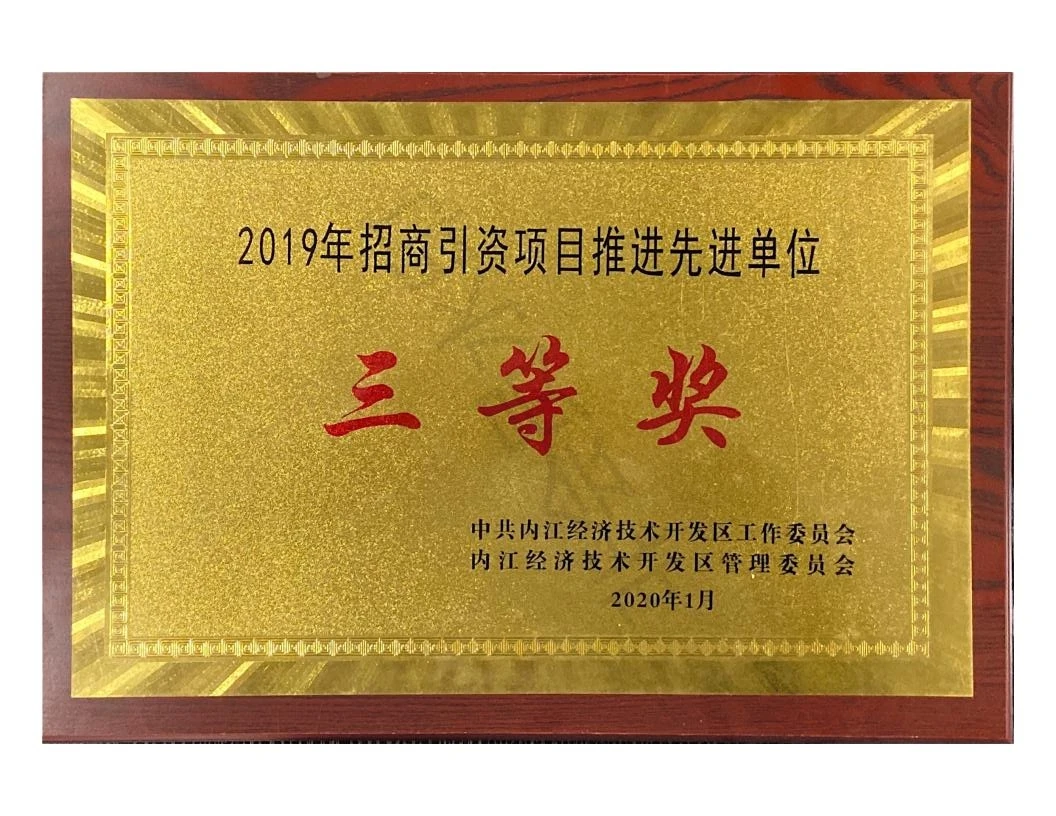 2019年招商引资项目推进先进单位
三等奖
中共内江经济技术开发区工作委员会
内江经济技术开发区管理委员会
2020年1月